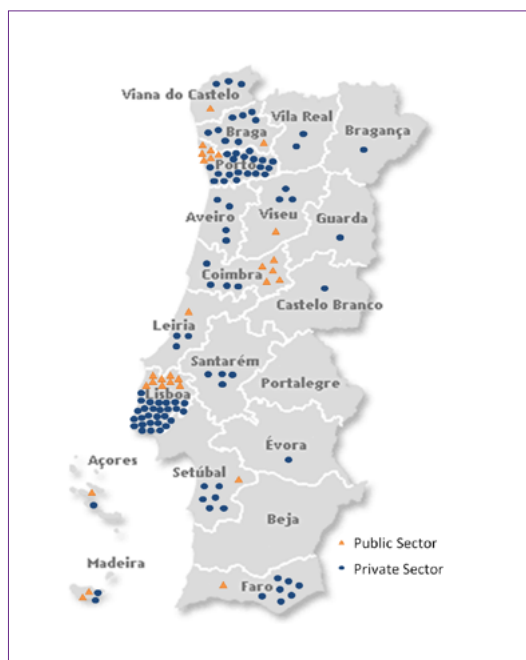 Viana do Castelo
Vila Real
Braga
Bragança
Porto
Aveiro
Viseu
Guarda
Coimbra
Castelo Branco
Leiria
Santarém
Portalegre
Lisboa
Évora
Açores
Setúbal
Beja
Public Sector
Madeira
Private Sector
Faro